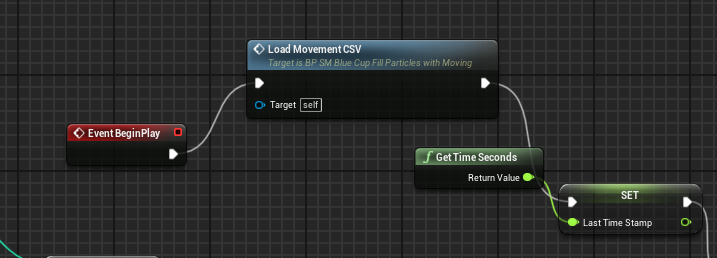 Load Movement CSV
Target is BP SM Blue Cup Fill Particles with Moving
Target self
Event BeginPlay
f Get Time Seconds
Return Value
SET
Last Time Stamp